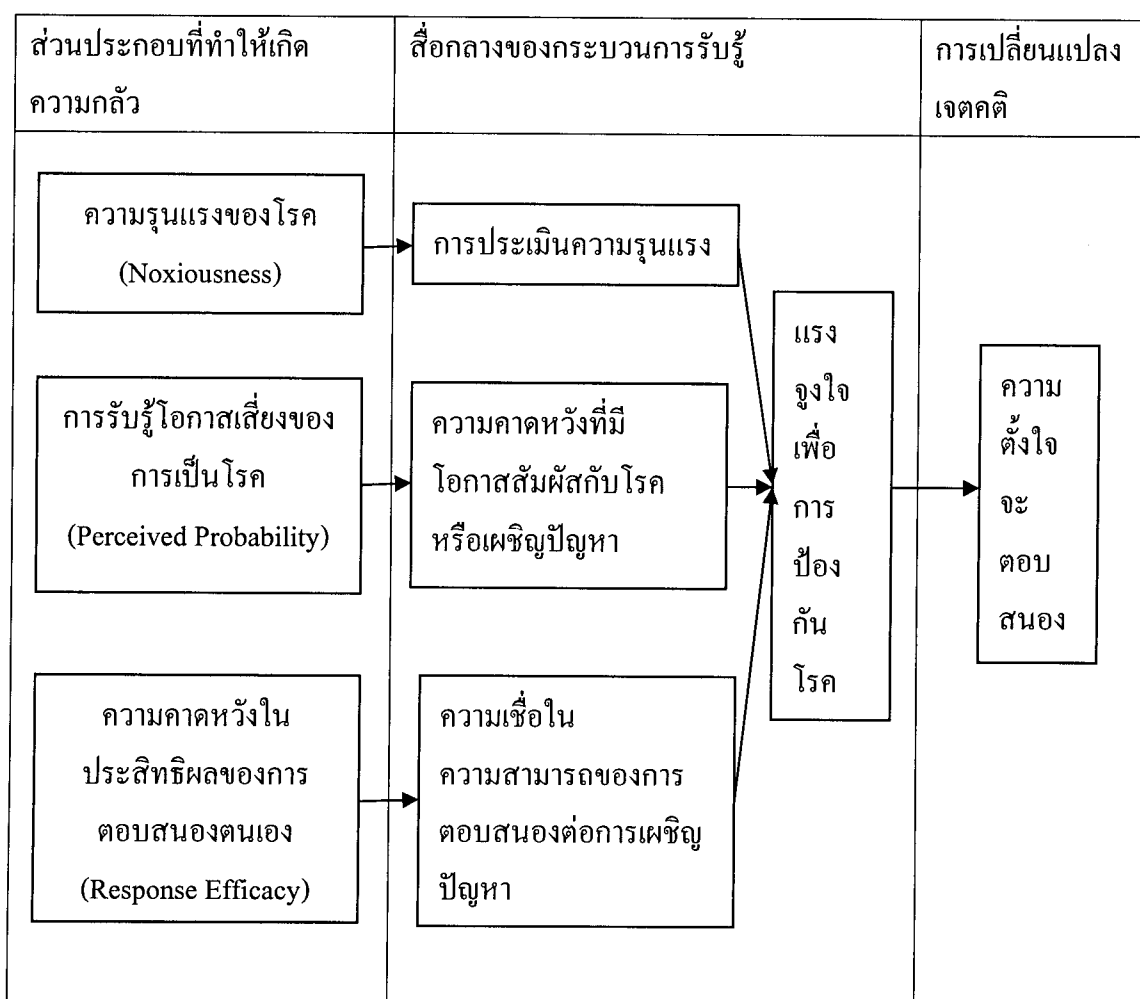 ส่วนประกอบที่ทำให้เกิด
ความกลัว
สื่อกลางของกระบวนการรับรู้
การเปลี่ยนแปลง
เจตคติ
ความรุนแรงของโรค
(Noxiousness)
การประเมินความรุนแรง
การรับรู้โอกาสเสี่ยงของ
การเป็นโรค
(Perceived Probability)
ความคาดหวังที่มี
โอกาสสัมผัสกับโรค
หรือเผชิญปัญหา
ความคาดหวังใน
ประสิทธิผลของการ
ตอบสนองตนเอง
(Response Efficacy)
ความเชื่อใน
ความสามารถของการ
ตอบสนองต่อการเผชิญ
ปัญหา
แรง
จูงใจ
เพื่อ
การ
ป้อง
กัน
โรค
ความ
ตั้งใจ
จะ
ตอบ
สนอง